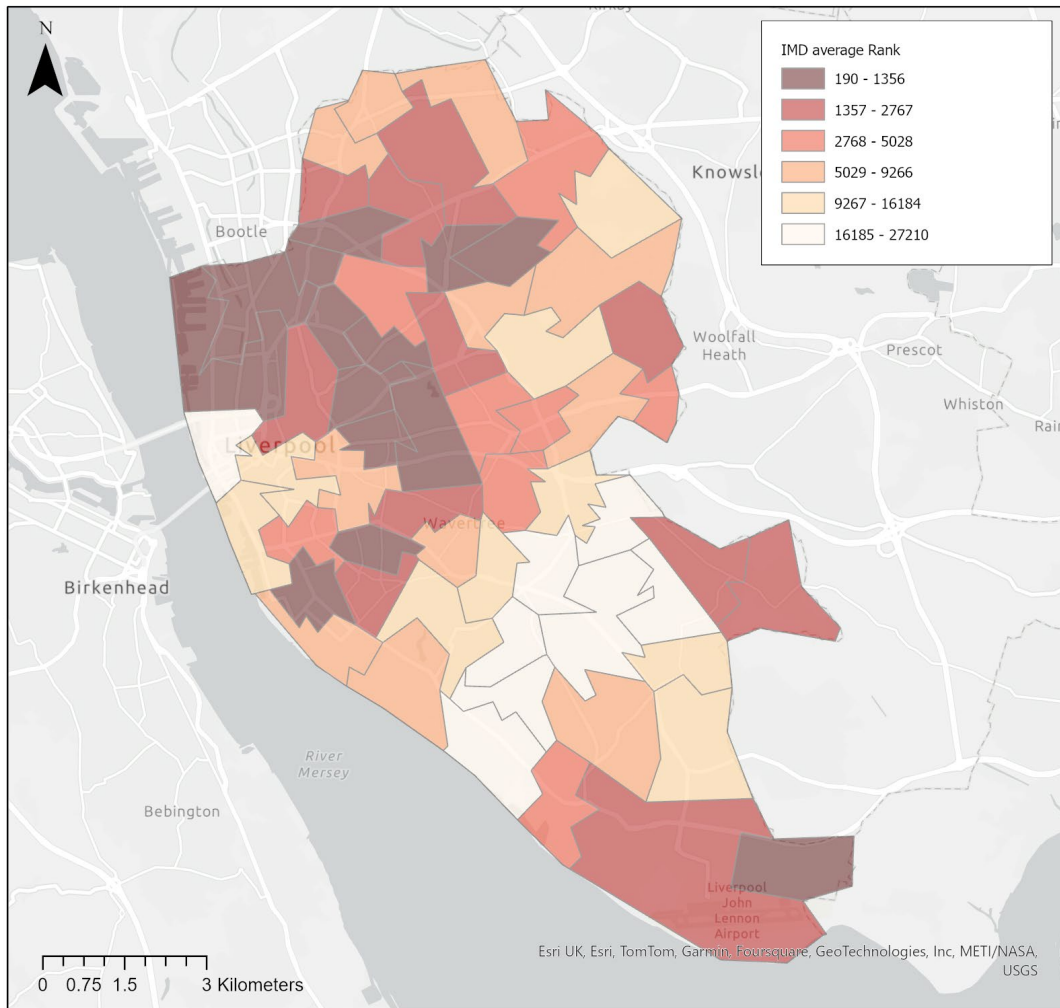 N
Kirkby
IMD average Rank
190 - 1356
1357 - 2767
2768 - 5028
5029 - 9266
9267 - 16184
16185 - 27210
Knowsl
Bootle
Woolfall
Heath
Prescot
Whiston
Rai
Liverpool
Wavertree
Birkenhead
River
Mersey
Bebington
Liverpool
John
Lennon
Airport
Esri UK, Esri, TomTom, Garmin, Foursquare, GeoTechnologies, Inc, METI/NASA,
USGS
0 0.75 1.5 3 Kilometers